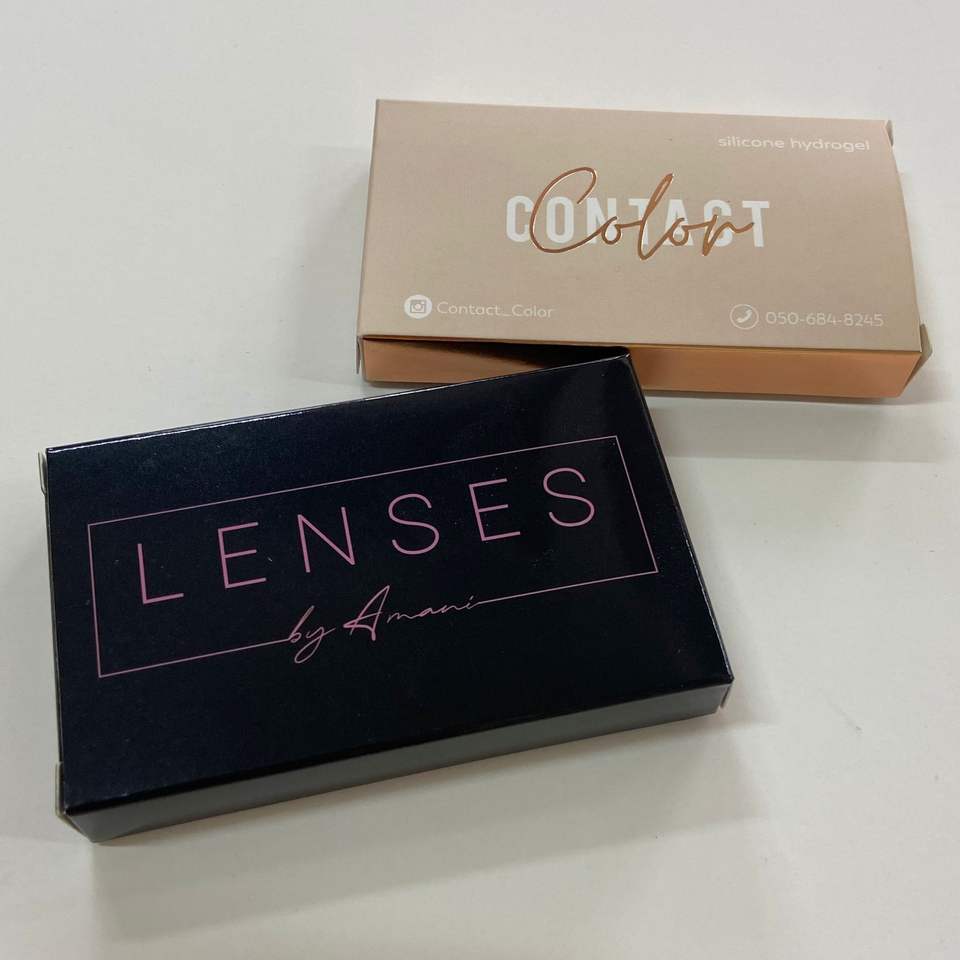 silicone hydrogel
CONTACT
Color
Contact_Color
050-684-8245
LENSES
by Amani